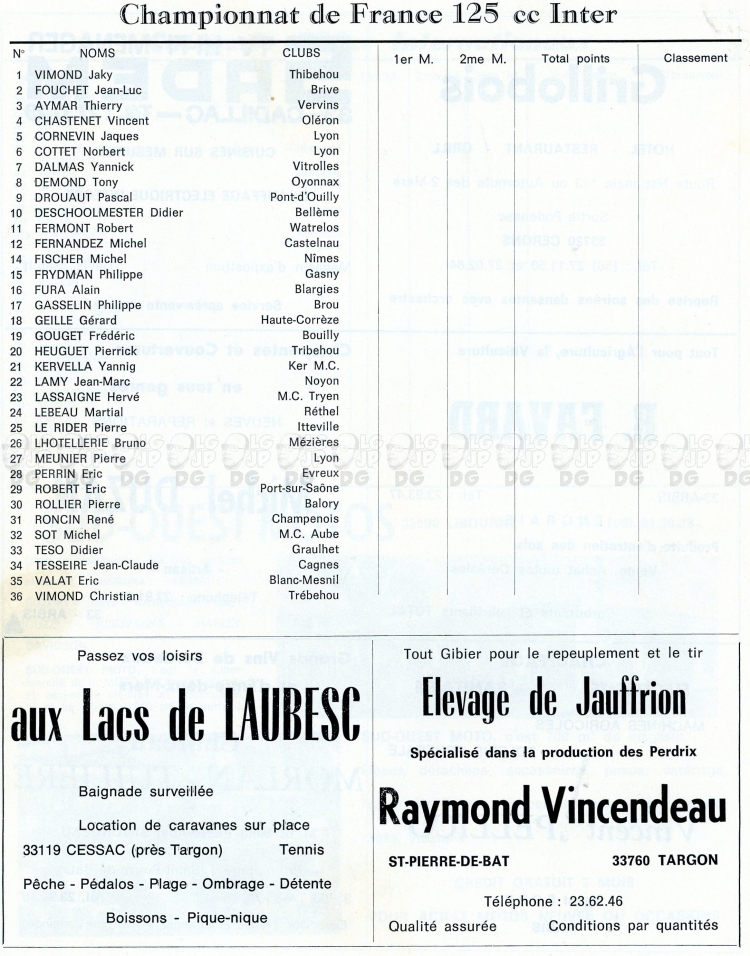 Championnat de France 125 cc Inter
N° NOMS CLUBS 1er M. 2me M. Total points Classement
1 VIMOND Jaky Thibehou
2 FOUCHET Jean-Luc Brive
3 AYMAR Thierry Vervins
4 CHASTENET Vincent Oléron
5 CORNEVIN Jaques Lyon
6 COTTET Norbert Lyon
7 DALMAS Yannick Vitrolles
8 DEMOND Tony Oyonnax
9 DROUAUT Pascal Pont-d'Ouilly
10 DESCHOOLMESTER Didier Bellème
11 FERMONT Robert Watrelos
12 FERNANDEZ Michel Castelnau
14 FISCHER Michel Nîmes
15 FRYDMAN Philippe Gasny
16 FURA Alain Blargies
17 GASSELIN Philippe Brou
18 GEILLE Gérard Haute-Corrèze
19 GOUGET Frédéric Bouilly
20 HEUGUET Pierrick Tribehou
21 KERVELLA Yannig Ker M.C.
22 LAMY Jean-Marc Noyon
23 LASSAIGNE Hervé M.C. Tryen
24 LEBEAU Martial Réthel
25 LE RIDER Pierre Itteville
26 LHOTELLERIE Bruno Mézières
27 MEUNIER Pierre Lyon
28 PERRIN Eric Evreux
29 ROBERT Eric Port-sur-Saône
30 ROLLIER Pierre Balory
31 RONCIN René Champenois
32 SOT Michel M.C. Aube
33 TESO Didier Graulhet
34 TESSEIRE Jean-Claude Cagnes
35 VALAT Eric Blanc-Mesnil
36 VIMOND Christian Trébehou
Passez vos loisirs
aux Lacs de LAUBESC
Baignade surveillée
Location de caravanes sur place
33119 CESSAC (près Targon) Tennis
Pêche - Pédalos - Plage - Ombrage - Détente
Boissons - Pique-nique
Tout Gibier pour le repeuplement et le tir
Elevage de Jauffrion
Spécialisé dans la production des Perdrix
Raymond Vincendeau
ST-PIERRE-DE-BAT 33760 TARGON
Téléphone : 23.62.46
Qualité assurée Conditions par quantités